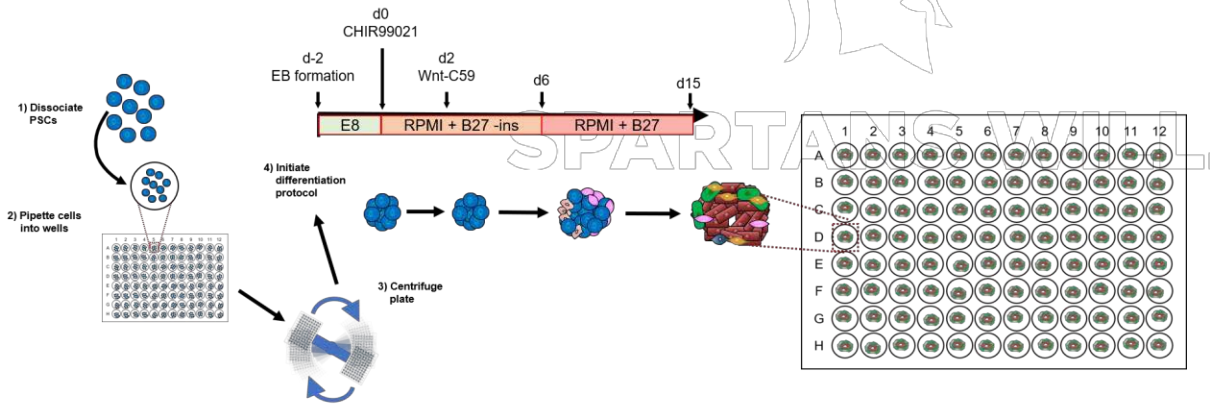 d0
CHIR99021
d-2
EB formation
d2
Wnt-C59
d6
d15
E8
RPMI + B27 -ins
RPMI + B27
1) Dissociate
PSCs
2) Pipette cells
into wells
3) Centrifuge
plate
4) Initiate
differentiation
protocol
SPARTANS WILL.
1 2 3 4 5 6 7 8 9 10 11 12
A
B
C
D
E
F
G
H